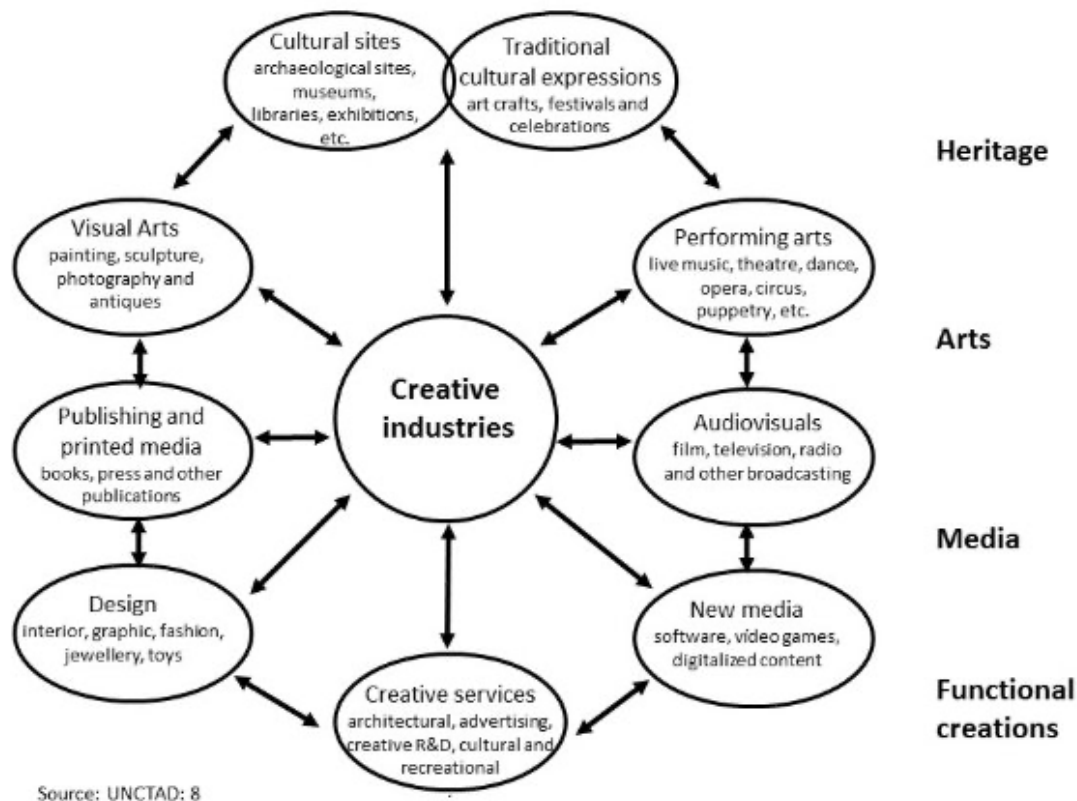 Cultural sites
archaeological sites,
museums,
libraries, exhibitions,
etc.
Traditional
cultural expressions
art crafts, festivals and
celebrations
Heritage
Visual Arts
painting, sculpture,
photography and
antiques
Performing arts
live music, theatre, dance,
opera, circus,
puppetry, etc.
Arts
Creative
industries
Publishing and
printed media
books, press and other
publications
Audiovisuals
film, television, radio
and other broadcasting
Media
Design
interior, graphic, fashion,
jewellery, toys
New media
software, vídeo games,
digitalized content
Creative services
architectural, advertising,
creative R&D, cultural and
recreational
Functional
creations
Source: UNCTAD: 8